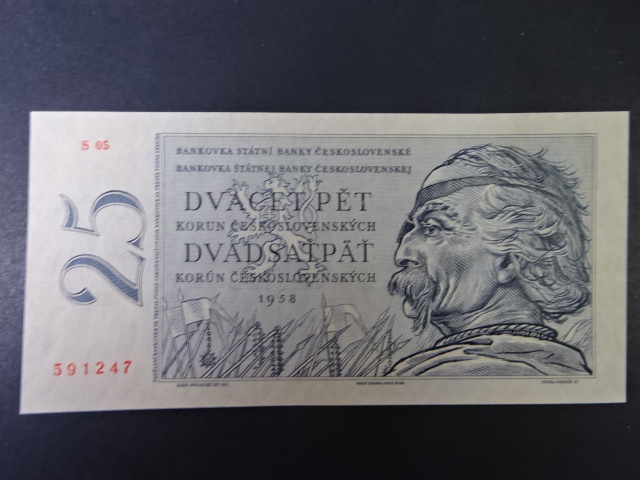 S 05
25
591247
BANKOVKA STÁTNÍ BANKY ČESKOSLOVENSKÉ
BANKOVKA ŠTÁTNEJ BANKY ČESKOSLOVENSKEJ
DVACET PĚT
KORUN ČESKOSLOVENSKÝCH
DVADSAŤPÄŤ
KORÚN ČESKOSLOVENSKÝCH
1958